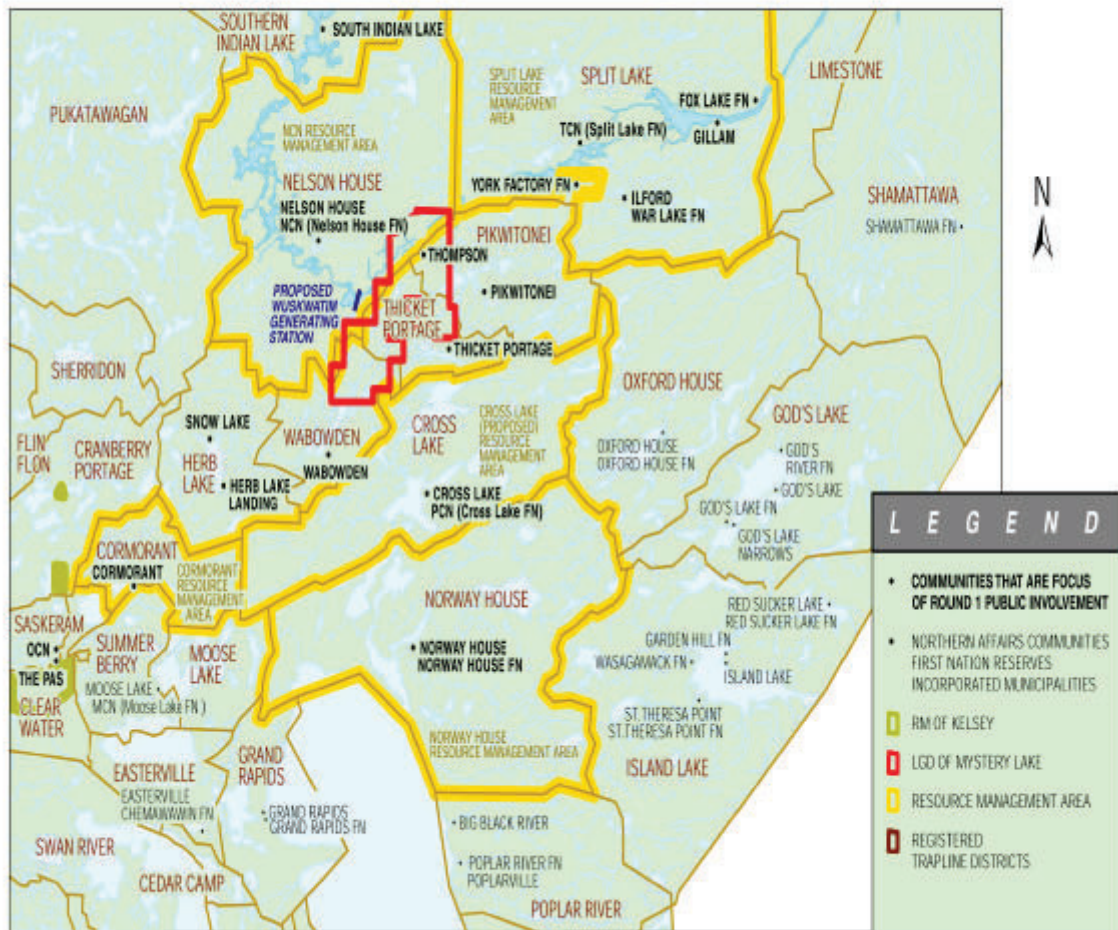 SOUTHERN
INDIAN LAKE
SOUTH INDIAN LAKE
PUKATAWAGAN
NCN RESOURCE
MANAGEMENT AREA
NELSON HOUSE
NELSON HOUSE
NCN (Nelson House FN)
SPLIT LAKE
RESOURCE
MANAGEMENT
AREA
SPLIT LAKE
LIMESTONE
FOX LAKE FN
GILLAM
TCN (Split Lake FN)
YORK FACTORY FN
ILFORD
WAR LAKE FN
SHAMATTAWA
SHAMATTAWA FN
N
PIKWITONEI
THOMPSON
PIKWITONEI
PROPOSED
WUSKWATIM
GENERATING
STATION
THICKET
PORTAGE
THICKET PORTAGE
SHERRIDON
OXFORD HOUSE
GOD'S LAKE
SNOW LAKE
WABOWDEN
CROSS
LAKE
CROSS LAKE
(PROPOSED)
RESOURCE
MANAGEMENT
AREA
OXFORD HOUSE
OXFORD HOUSE FN
GOD'S
RIVER FN
GOD'S LAKE
FLIN
FLON
CRANBERRY
PORTAGE
HERB
LAKE
HERB LAKE
LANDING
WABOWDEN
CROSS LAKE
PCN (Cross Lake FN)
GOD'S LAKE FN
GOD'S LAKE
NARROWS
CORMORANT
CORMORANT
CORMORANT
RESOURCE
MANAGEMENT
AREA
NORWAY HOUSE
RED SUCKER LAKE
RED SUCKER LAKE FN
SASKERAM
OCN
THE PAS
CLEAR
WATER
SUMMER
BERRY
MOOSE
LAKE
MOOSE LAKE
MCN (Moose Lake FN )
NORWAY HOUSE
NORWAY HOUSE FN
GARDEN HILL FN
WASAGAMACK FN
ISLAND LAKE
ST. THERESA POINT
ST. THERESA POINT FN
NORWAY HOUSE
RESOURCE MANAGEMENT AREA
ISLAND LAKE
GRAND
RAPIDS
EASTERVILLE
EASTERVILLE
CHEMAWAWIN FN
GRAND RAPIDS
GRAND RAPIDS FN
BIG BLACK RIVER
SWAN RIVER
CEDAR CAMP
POPLAR RIVER FN
POPLARVILLE
POPLAR RIVER
LEGEND
COMMUNITIES THAT ARE FOCUS
OF ROUND 1 PUBLIC INVOLVEMENT
NORTHERN AFFAIRS COMMUNITIES
FIRST NATION RESERVES
INCORPORATED MUNICIPALITIES
RM OF KELSEY
LGD OF MYSTERY LAKE
RESOURCE MANAGEMENT AREA
REGISTERED
TRAPLINE DISTRICTS